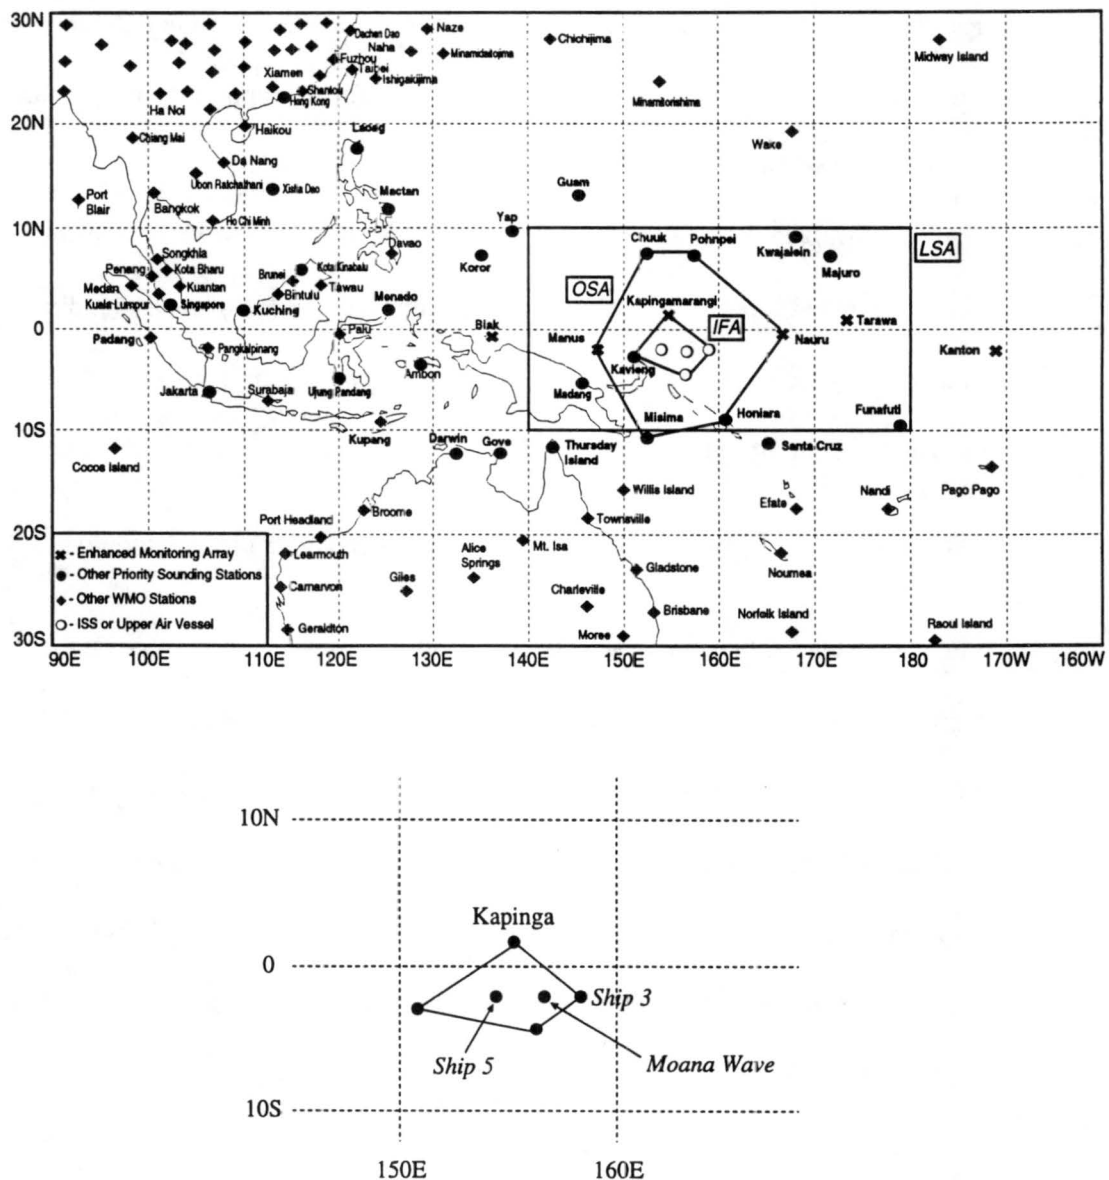 30N
Dachen Dao
Naze
Chichijima
Midway Island
Naha
Minamidaitojima
Fuzhou
Taibei
Ishigakijima
Xiamen
Shantou
Hong Kong
Minamitorishima
Ha Noi
20N
Chiang Mai
Haikou
Laoag
Wake
Da Nang
Ubon Ratchathani
Xisha Dao
Guam
Port
Blair
Bangkok
Mactan
Ho Chi Minh
Yap
10N
Songkhla
Davao
Chuuk
Pohnpei
Kwajalein
LSA
Penang
Kota Bharu
Brunei
Kota Kinabalu
Koror
Majuro
Medan
Kuantan
Bintulu
Tawau
OSA
Kuala Lumpur
Singapore
Kuching
Menado
Kapingamarangi
IFA
Tarawa
0
Padang
Pangkalpinang
Palu
Biak
Manus
Nauru
Kanton
Kavieng
Jakarta
Surabaja
Ujung Pandang
Ambon
Madang
Misima
Honiara
Funafuti
10S
Kupang
Darwin
Gove
Thursday
Island
Santa Cruz
Cocos Island
Willis Island
Efate
Nandi
Pago Pago
Port Headland
Broome
Townsville
20S
Learmouth
Alice
Springs
Mt. Isa
Noumea
Gladstone
Carnarvon
Giles
Charleville
Brisbane
Norfolk Island
Geraldton
Moree
Raoul Island
- Enhanced Monitoring Array
- Other Priority Sounding Stations
- Other WMO Stations
- ISS or Upper Air Vessel
30S
90E 100E 110E 120E 130E 140E 150E 160E 170E 180 170W 160W
10N
Kapinga
0
Ship 3
Ship 5
Moana Wave
10S
150E 160E